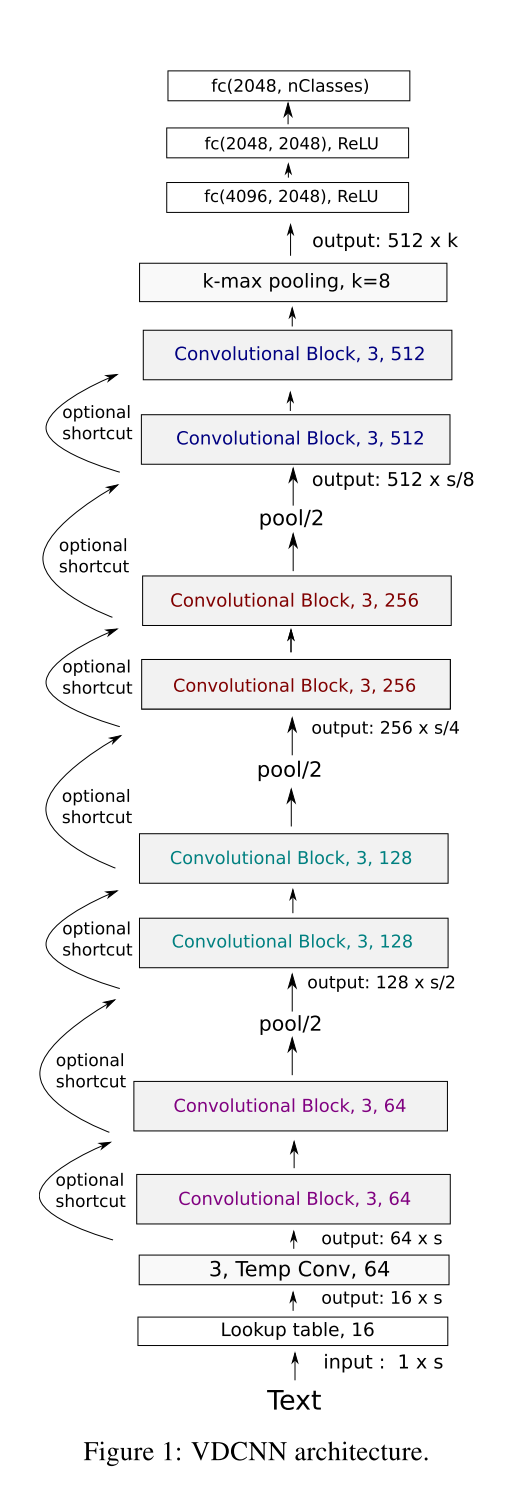 fc(2048, nClasses)
fc(2048, 2048), ReLU
fc(4096, 2048), ReLU
output: 512 x k
k-max pooling, k=8
Convolutional Block, 3, 512
optional
shortcut
Convolutional Block, 3, 512
output: 512 x s/8
pool/2
optional
shortcut
Convolutional Block, 3, 256
optional
shortcut
Convolutional Block, 3, 256
output: 256 x s/4
pool/2
optional
shortcut
Convolutional Block, 3, 128
optional
shortcut
Convolutional Block, 3, 128
output: 128 x s/2
pool/2
optional
shortcut
Convolutional Block, 3, 64
optional
shortcut
Convolutional Block, 3, 64
output: 64 x s
3, Temp Conv, 64
output: 16 x s
Lookup table, 16
input : 1 x s
Text
Figure 1: VDCNN architecture.